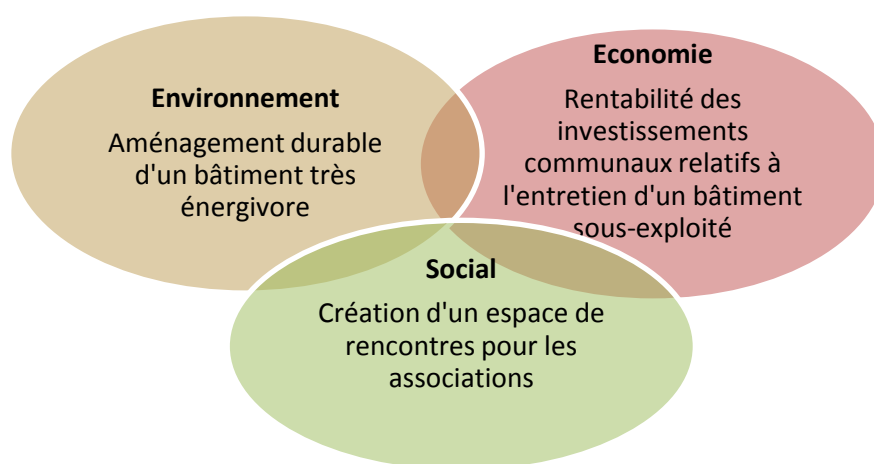 Environnement
Aménagement durable
d'un bâtiment très
énergivore
Economie
Rentabilité des
investissements
communaux relatifs à
l'entretien d'un bâtiment
sous-exploité
Social
Création d'un espace de
rencontres pour les
associations